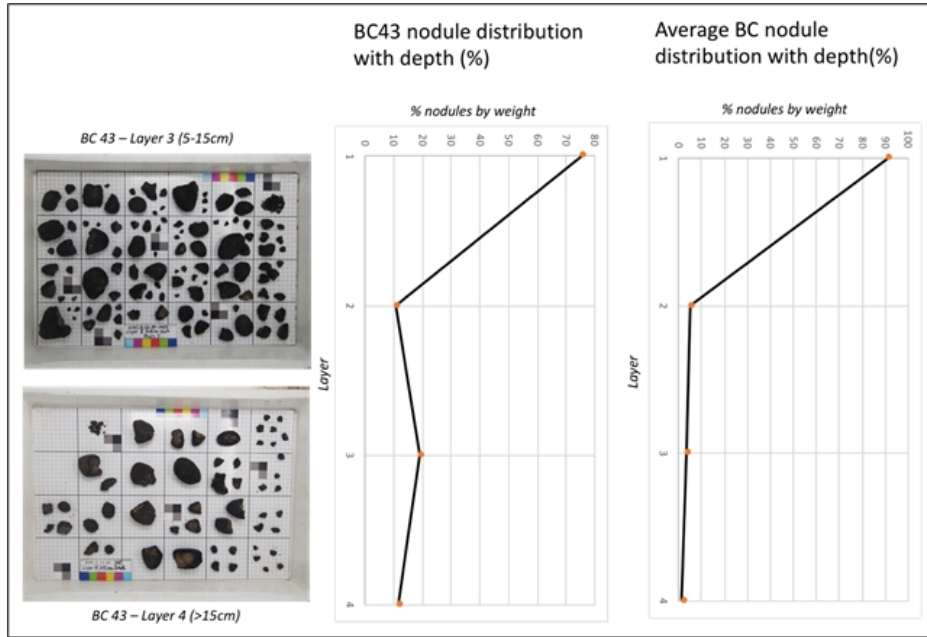 BC43 nodule distribution
with depth (%)
Average BC nodule
distribution with depth(%)
BC 43 – Layer 3 (5-15cm)
BC 43 – Layer 4 (>15cm)
% nodules by weight
0 10 20 30 40 50 60 70 80
1
2
3
4
Layer
% nodules by weight
0 10 20 30 40 50 60 70 80 90 100
1
2
3
4
Layer